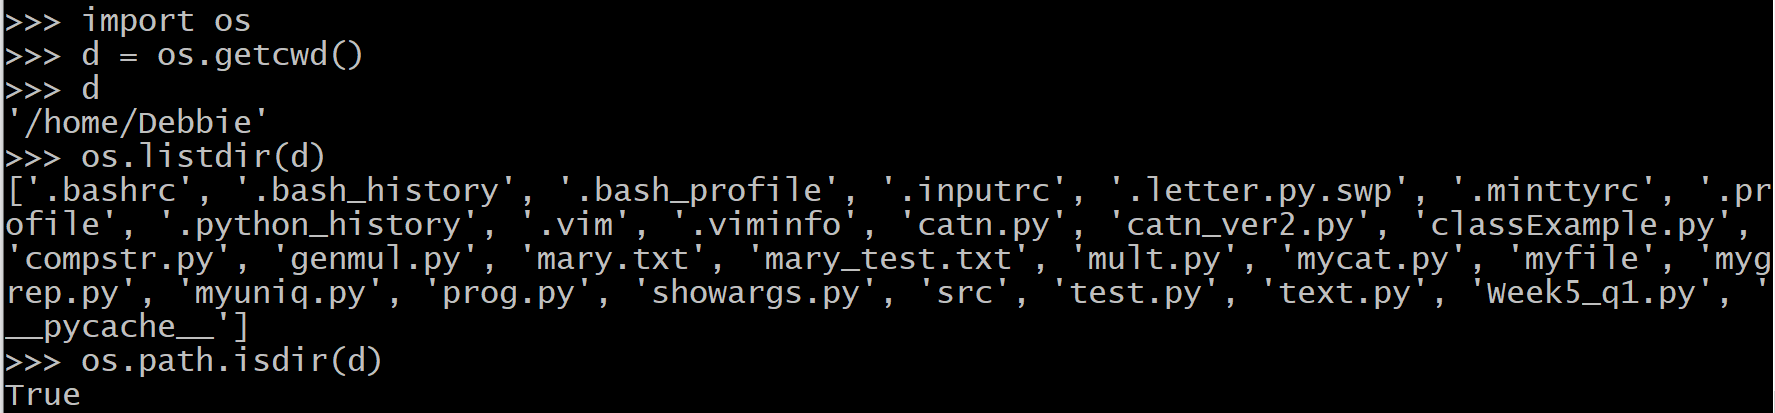 >>> import os
>>> d = os.getcwd()
>>> d
'/home/Debbie'
>>> os.listdir(d)
['.bashrc', '.bash_history', '.bash_profile', '.inputrc', '.letter.py.swp', '.minttyrc', '.pr
ofile', '.python_history', '.vim', '.viminfo', 'catn.py', 'catn_ver2.py', 'classExample.py',
'compstr.py', 'genmul.py', 'mary.txt', 'mary_test.txt', 'mult.py', 'mycat.py', 'myfile', 'myg
rep.py', 'myuniq.py', 'prog.py', 'showargs.py', 'src', 'test.py', 'text.py', 'Week5_q1.py', '
__pycache__']
>>> os.path.isdir(d)
True